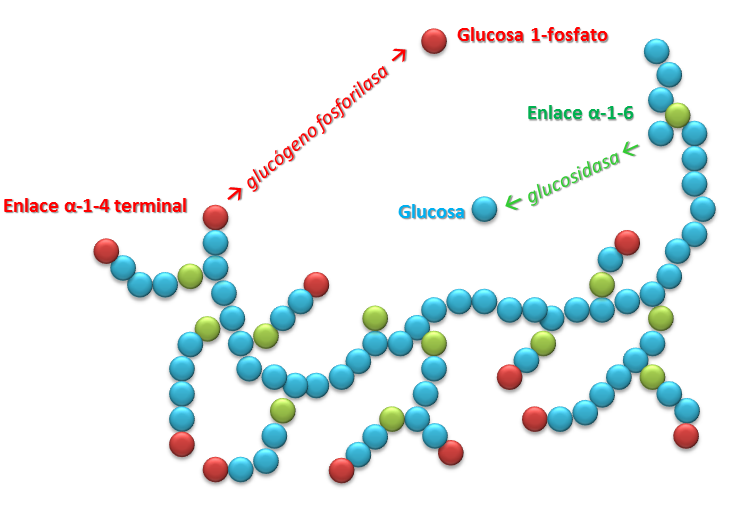 Glucosa 1-fosfato
glucógeno fosforilasa
Enlace α-1-6
glucosidasa
Enlace α-1-4 terminal
Glucosa